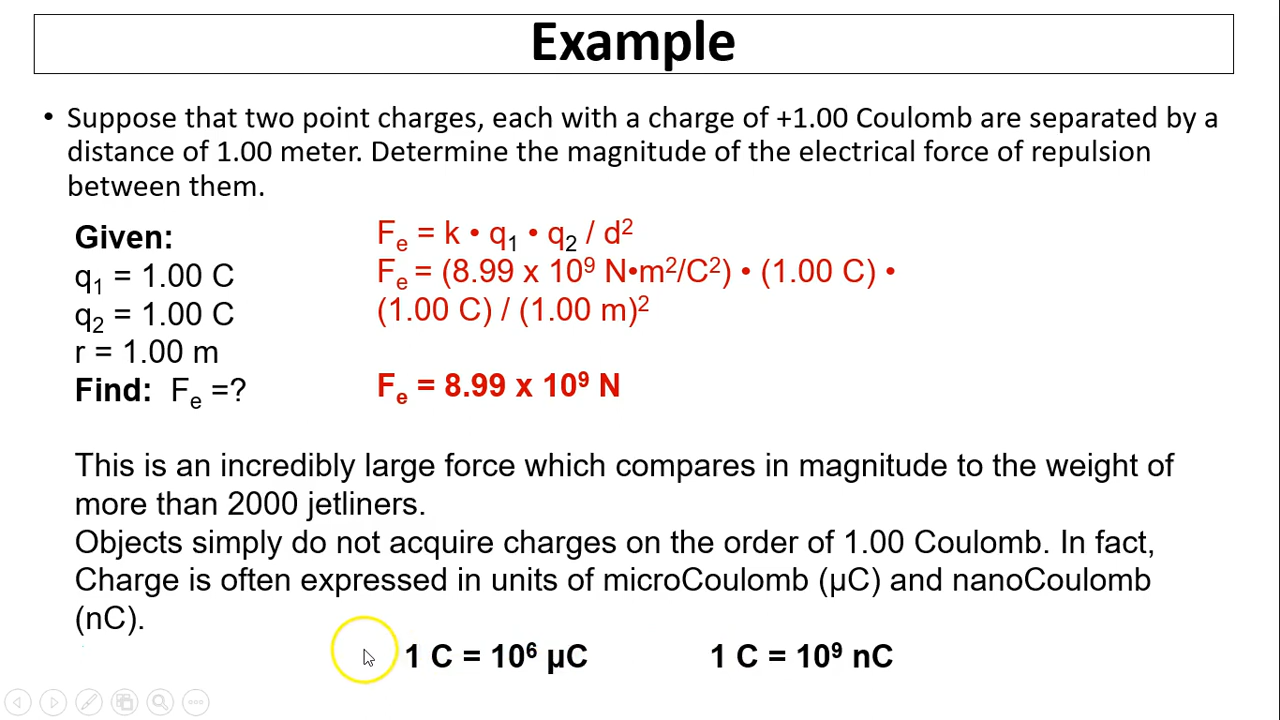 Example
• Suppose that two point charges, each with a charge of +1.00 Coulomb are separated by a
distance of 1.00 meter. Determine the magnitude of the electrical force of repulsion
between them.
Given:
q₁ = 1.00 C
q₂ = 1.00 C
r = 1.00 m
Find: Fₑ =?
Fₑ = k • q₁ • q₂ / d²
Fₑ = (8.99 x 10⁹ N•m²/C²) • (1.00 C) •
(1.00 C) / (1.00 m)²
Fₑ = 8.99 x 10⁹ N
This is an incredibly large force which compares in magnitude to the weight of
more than 2000 jetliners.
Objects simply do not acquire charges on the order of 1.00 Coulomb. In fact,
Charge is often expressed in units of microCoulomb (µC) and nanoCoulomb
(nC).
1 C = 10⁶ µC 1 C = 10⁹ nC